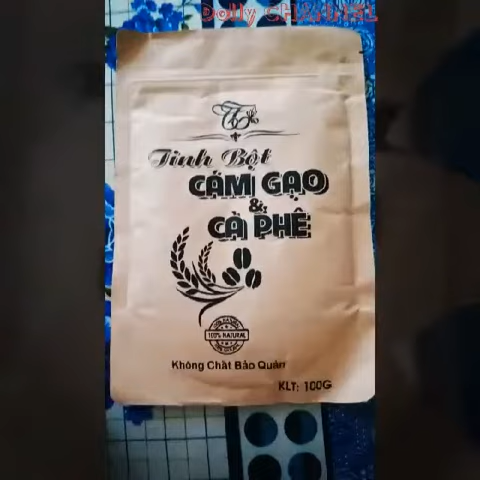 Dolly CHANNEL
Tinh Bột
CÁM GẠO
&
CÀ PHÊ
100% NATURAL
Không Chất Bảo Quản
KLT: 100G